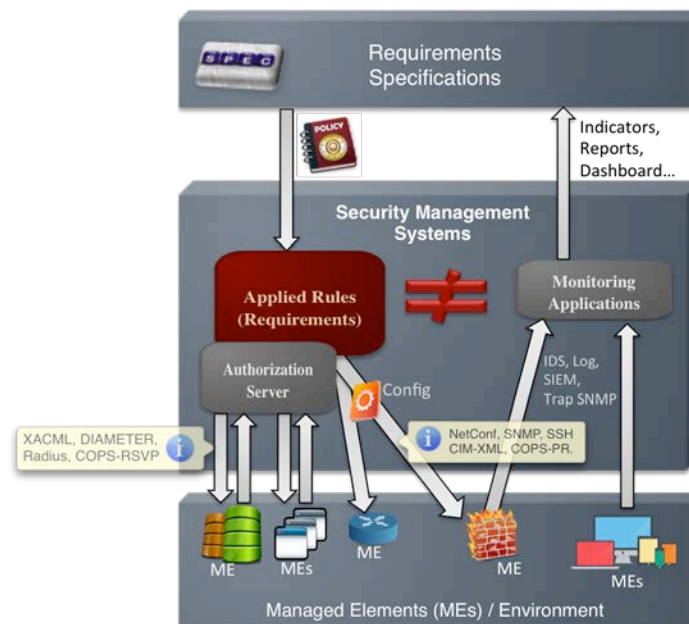 SPEC
Requirements
Specifications
POLICY
Indicators,
Reports,
Dashboard...
Security Management
Systems
Applied Rules
(Requirements)
Monitoring
Applications
Authorization
Server
Config
IDS, Log,
SIEM,
Trap SNMP
XACML, DIAMETER,
Radius, COPS-RSVP
NetConf, SNMP, SSH
CIM-XML, COPS-PR.
ME
MEs
ME
ME
MEs
Managed Elements (MEs) / Environment